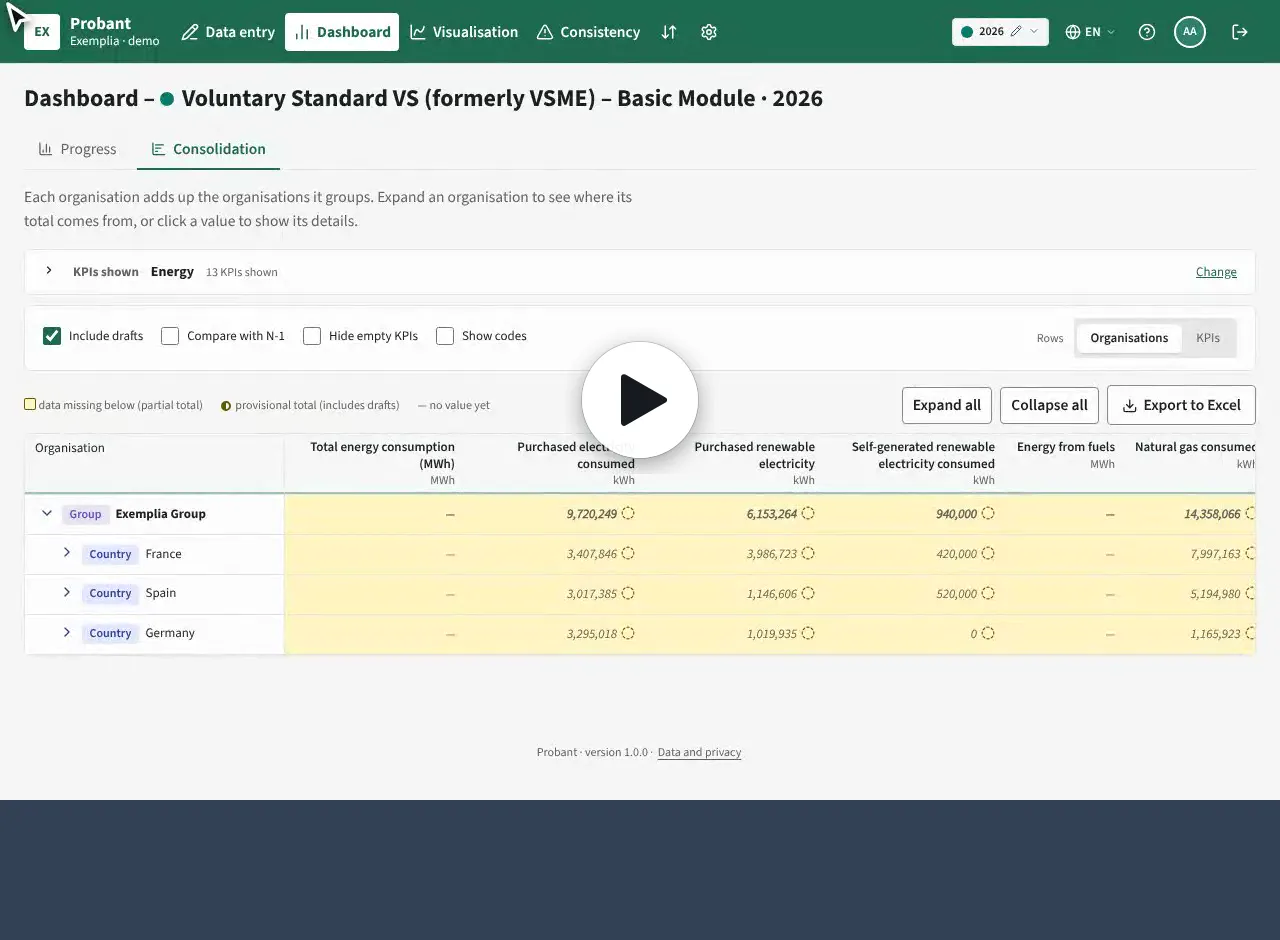 EX
Probant
Exemplia · demo
Data entry
Dashboard
Visualisation
Consistency
2026
EN
AA
Dashboard – Voluntary Standard VS (formerly VSME) – Basic Module · 2026
Progress
Consolidation
Each organisation adds up the organisations it groups. Expand an organisation to see where its
total comes from, or click a value to show its details.
KPIs shown Energy 13 KPIs shown
Change
Include drafts
Compare with N-1
Hide empty KPIs
Show codes
Rows
Organisations
KPIs
data missing below (partial total)
provisional total (includes drafts)
— no value yet
Expand all
Collapse all
Export to Excel
Organisation
Total energy consumption
(MWh)
MWh
Purchased
consumed
kWh
Purchased renewable
electricity
kWh
Self-generated renewable
electricity consumed
kWh
Energy from fuels
MWh
Natural gas consumed
kWh
Group Exemplia Group — 9,720,249 6,153,264 940,000 — 14,358,066
Country France — 3,407,846 3,986,723 420,000 — 7,997,163
Country Spain — 3,017,385 1,146,606 520,000 — 5,194,980
Country Germany — 3,295,018 1,019,935 0 — 1,165,923
Probant · version 1.0.0 · Data and privacy